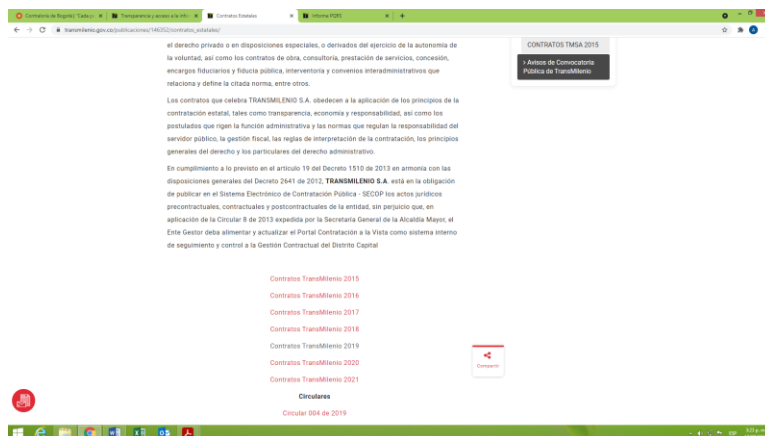 Contraloría de Bogotá | "Cada p
Transparencia y acceso a la info
Contratos Estatales
Informe PQRS
transmilenio.gov.co/publicaciones/146352/contratos_estatales/
el derecho privado o en disposiciones especiales, o derivados del ejercicio de la autonomía de
la voluntad, así como los contratos de obra, consultoría, prestación de servicios, concesión,
encargos fiduciarios y fiducia pública, interventoría y convenios interadministrativos que
relaciona y define la citada norma, entre otros.
Los contratos que celebra TRANSMILENIO S.A. obedecen a la aplicación de los principios de la
contratación estatal, tales como transparencia, economía y responsabilidad, así como los
postulados que rigen la función administrativa y las normas que regulan la responsabilidad del
servidor público, la gestión fiscal, las reglas de interpretación de la contratación, los principios
generales del derecho y los particulares del derecho administrativo.
En cumplimiento a lo previsto en el artículo 19 del Decreto 1510 de 2013 en armonía con las
disposiciones generales del Decreto 2641 de 2012, TRANSMILENIO S.A. está en la obligación
de publicar en el Sistema Electrónico de Contratación Pública - SECOP los actos jurídicos
precontractuales, contractuales y postcontractuales de la entidad, sin perjuicio que, en
aplicación de la Circular 8 de 2013 expedida por la Secretaría General de la Alcaldía Mayor, el
Ente Gestor deba alimentar y actualizar el Portal Contratación a la Vista como sistema interno
de seguimiento y control a la Gestión Contractual del Distrito Capital
CONTRATOS TMSA 2015
> Avisos de Convocatoria
Pública de TransMilenio
Contratos TransMilenio 2015
Contratos TransMilenio 2016
Contratos TransMilenio 2017
Contratos TransMilenio 2018
Contratos TransMilenio 2019
Contratos TransMilenio 2020
Contratos TransMilenio 2021
Circulares
Circular 004 de 2019
Compartir
ESP